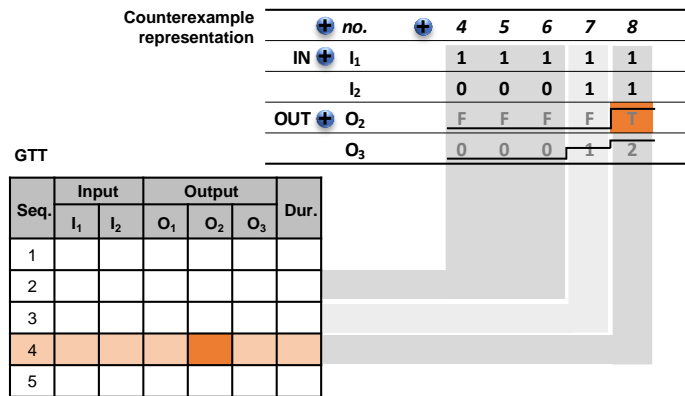 Counterexample
representation
no. 4 5 6 7 8
IN I₁ 1 1 1 1 1
I₂ 0 0 0 1 1
OUT O₂ F F F F T
O₃ 0 0 0 1 2
GTT
Seq. Input Output Dur.
I₁ I₂ O₁ O₂ O₃
1
2
3
4
5